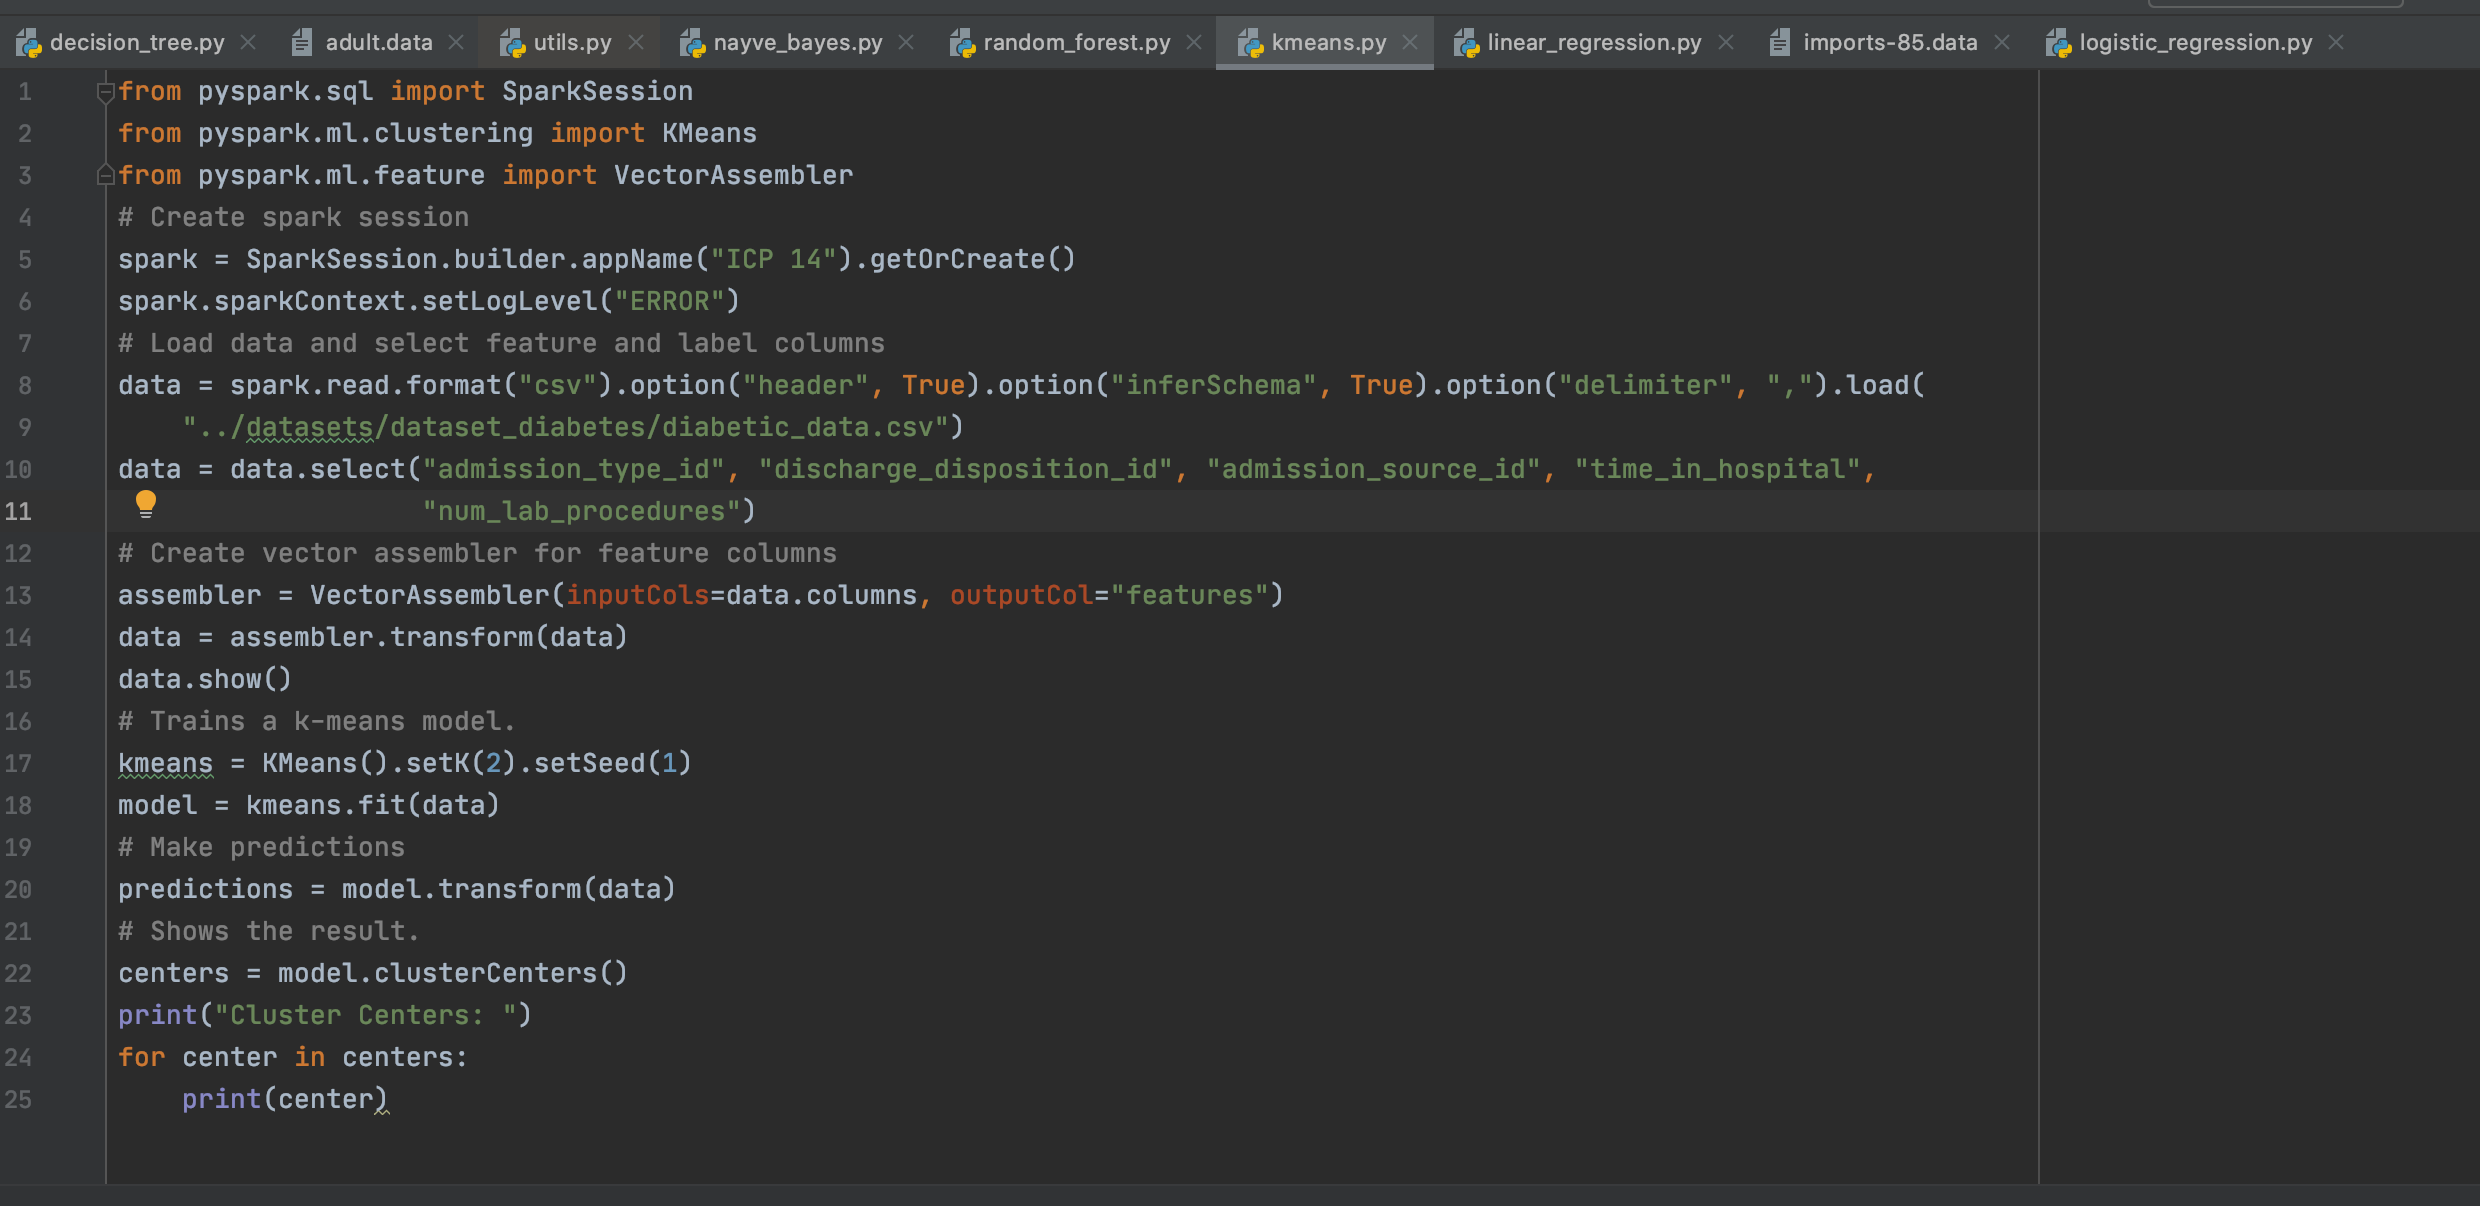 decision_tree.py adult.data utils.py nayve_bayes.py random_forest.py kmeans.py linear_regression.py imports-85.data logistic_regression.py
1 from pyspark.sql import SparkSession
2 from pyspark.ml.clustering import KMeans
3 from pyspark.ml.feature import VectorAssembler
4 # Create spark session
5 spark = SparkSession.builder.appName("ICP 14").getOrCreate()
6 spark.sparkContext.setLogLevel("ERROR")
7 # Load data and select feature and label columns
8 data = spark.read.format("csv").option("header", True).option("inferSchema", True).option("delimiter", ",").load(
9     "../datasets/dataset_diabetes/diabetic_data.csv")
10 data = data.select("admission_type_id", "discharge_disposition_id", "admission_source_id", "time_in_hospital",
11                    "num_lab_procedures")
12 # Create vector assembler for feature columns
13 assembler = VectorAssembler(inputCols=data.columns, outputCol="features")
14 data = assembler.transform(data)
15 data.show()
16 # Trains a k-means model.
17 kmeans = KMeans().setK(2).setSeed(1)
18 model = kmeans.fit(data)
19 # Make predictions
20 predictions = model.transform(data)
21 # Shows the result.
22 centers = model.clusterCenters()
23 print("Cluster Centers: ")
24 for center in centers:
25     print(center)